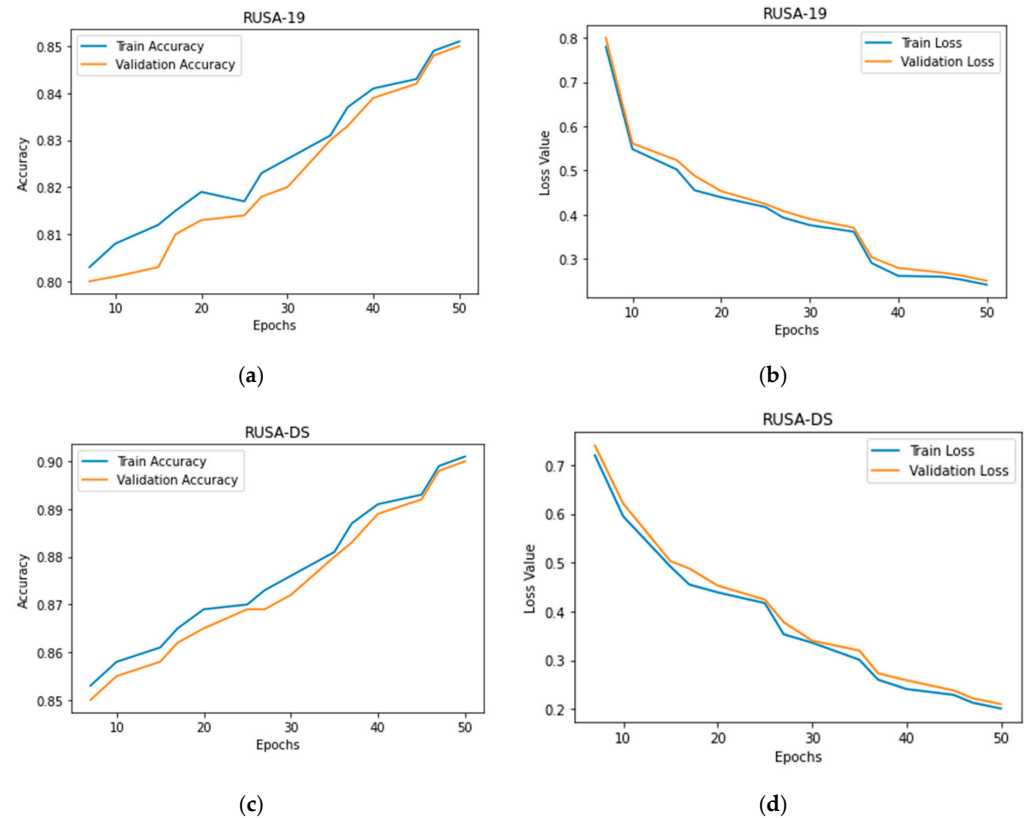 RUSA-19
Train Accuracy
Validation Accuracy
0.85
0.84
0.83
0.82
0.81
0.80
Accuracy
10 20 30 40 50
Epochs
(a)
RUSA-19
Train Loss
Validation Loss
0.8
0.7
0.6
0.5
0.4
0.3
Loss Value
10 20 30 40 50
Epochs
(b)
RUSA-DS
Train Accuracy
Validation Accuracy
0.90
0.89
0.88
0.87
0.86
0.85
Accuracy
10 20 30 40 50
Epochs
(c)
RUSA-DS
Train Loss
Validation Loss
0.7
0.6
0.5
0.4
0.3
0.2
Loss Value
10 20 30 40 50
Epochs
(d)